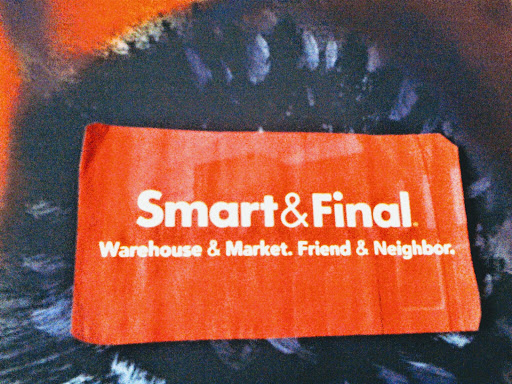 Smart&Final.
Warehouse & Market. Friend & Neighbor.